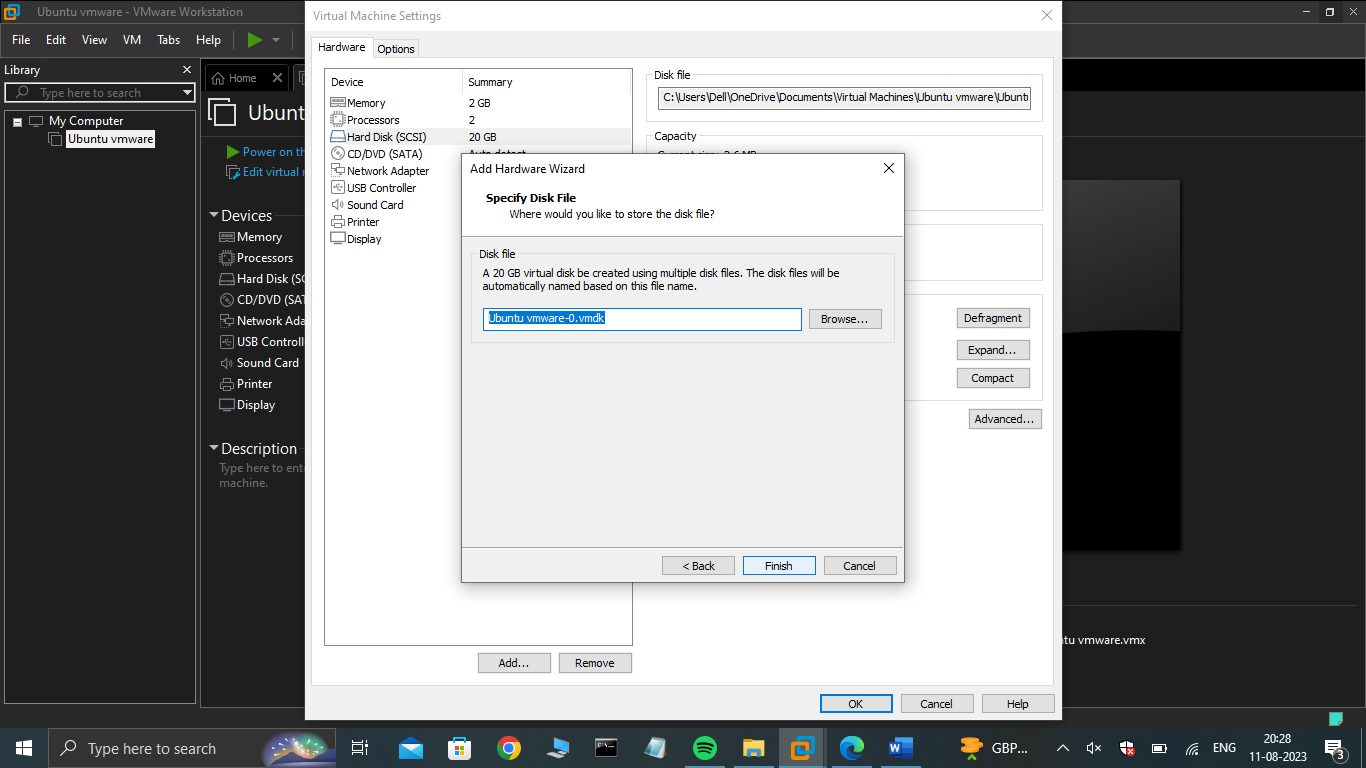 Ubuntu vmware - VMware Workstation
File Edit View VM Tabs Help
Library
Type here to search
My Computer
Ubuntu vmware
Home
Ubunt
Power on th
Edit virtual
Devices
Memory
Processors
Hard Disk (SC
CD/DVD (SAT
Network Ada
USB Controll
Sound Card
Printer
Display
Description
Type here to ente
machine.
Virtual Machine Settings
Hardware Options
Device Summary
Memory 2 GB
Processors 2
Hard Disk (SCSI) 20 GB
CD/DVD (SATA) Auto detect
Network Adapter
USB Controller
Sound Card
Printer
Display
Add... Remove
Disk file
C:\Users\Dell\OneDrive\Documents\Virtual Machines\Ubuntu vmware\Ubunt
Capacity
Defragment
Expand...
Compact
Advanced...
OK Cancel Help
Add Hardware Wizard
Specify Disk File
Where would you like to store the disk file?
Disk file
A 20 GB virtual disk be created using multiple disk files. The disk files will be
automatically named based on this file name.
Ubuntu vmware-0.vmdk Browse...
< Back Finish Cancel
tu vmware.vmx
Type here to search
GBP...
ENG
20:28
11-08-2023
3